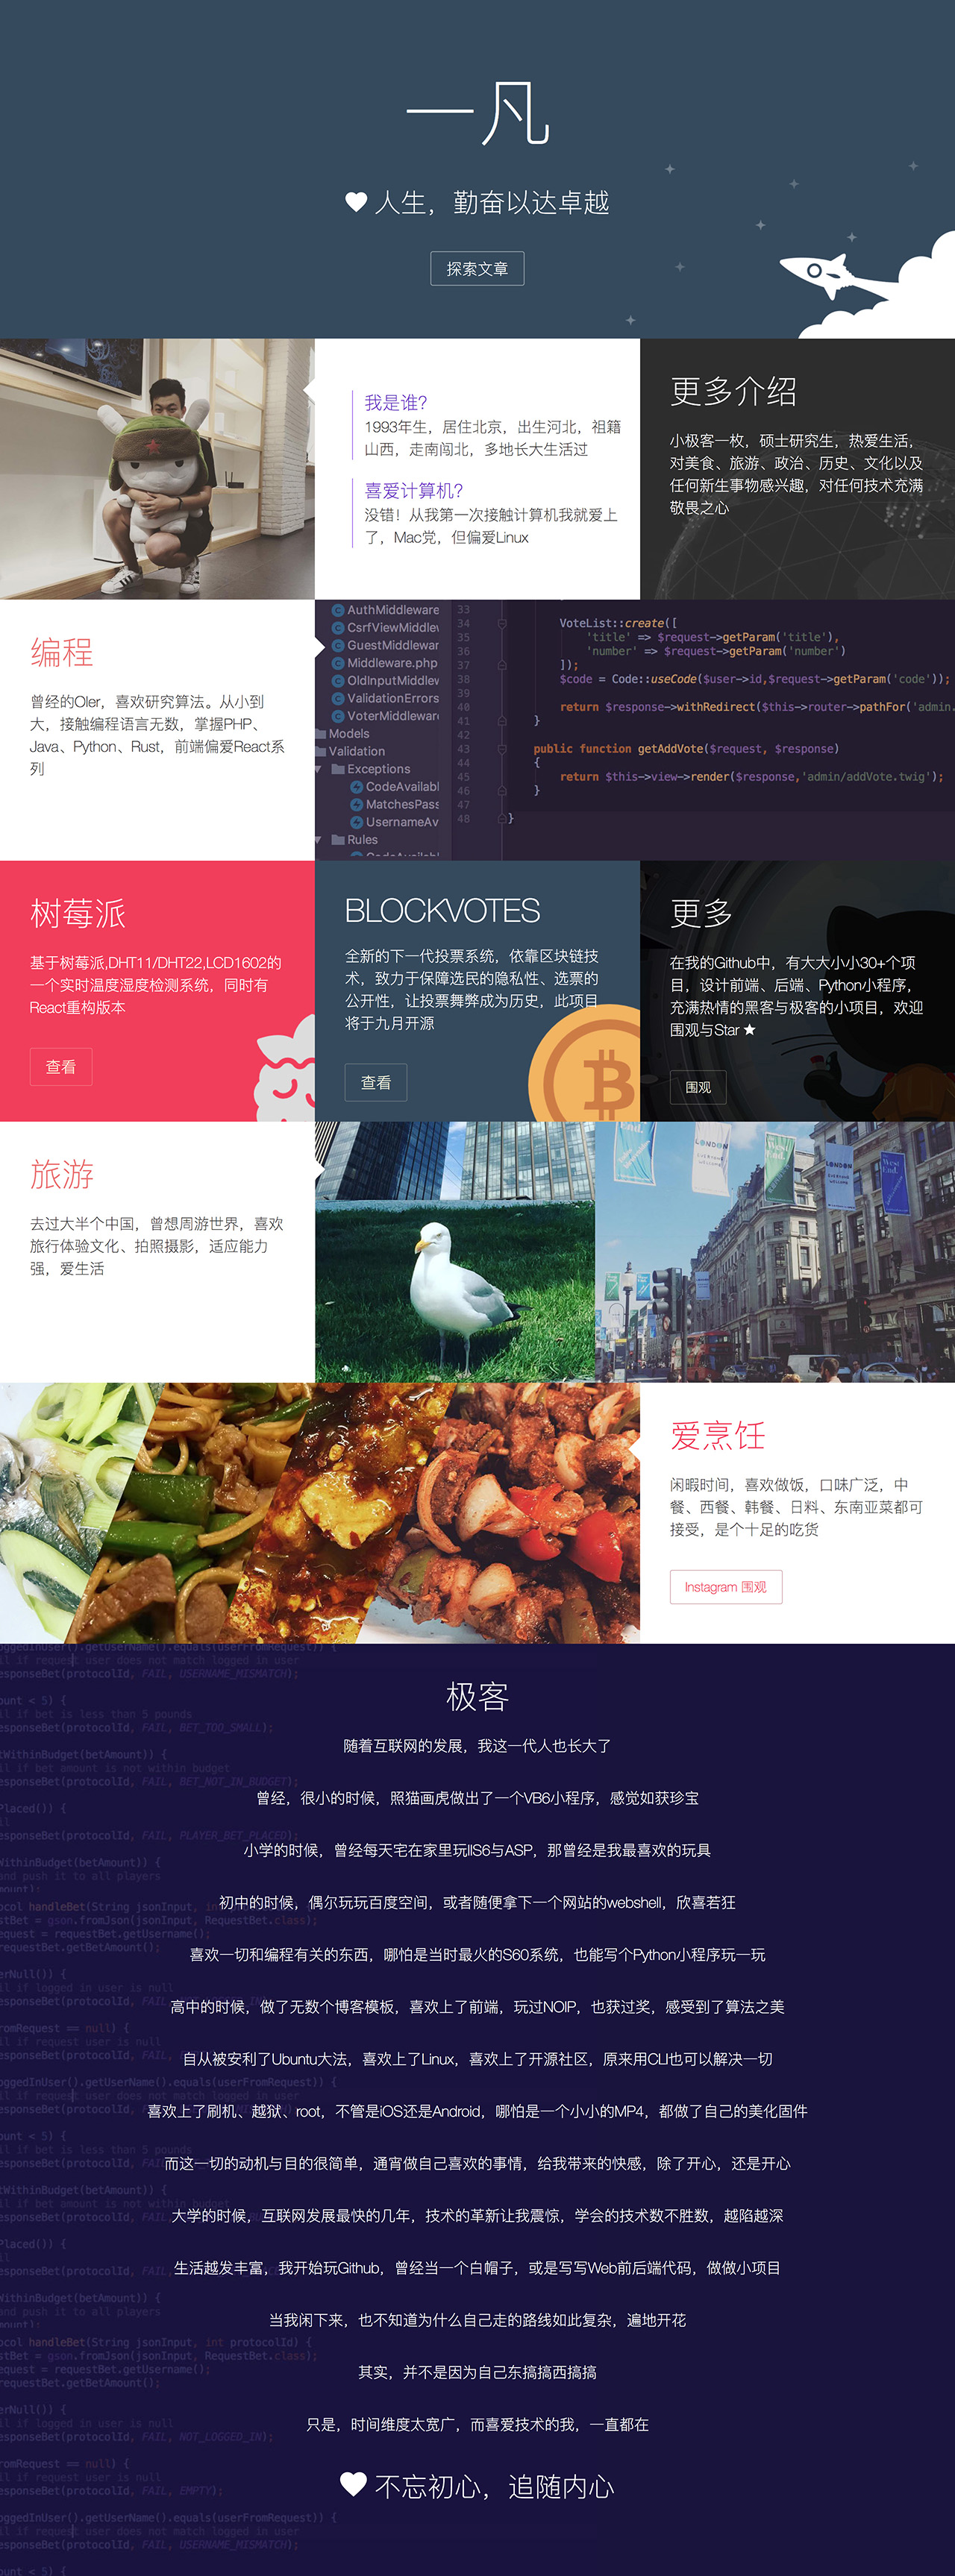 一凡
人生，勤奋以达卓越
探索文章
我是谁？
1993年生，居住北京，出生河北，祖籍
山西，走南闯北，多地长大生活过
喜爱计算机？
没错！从我第一次接触计算机我就爱上
了，Mac党，但偏爱Linux
更多介绍
小极客一枚，硕士研究生，热爱生活，
对美食、旅游、政治、历史、文化以及
任何新生事物感兴趣，对任何技术充满
敬畏之心
编程
曾经的OIer，喜欢研究算法。从小到
大，接触编程语言无数，掌握PHP、
Java、Python、Rust，前端偏爱React系
列
AuthMiddleware
CsrfViewMiddlew
GuestMiddlewar
Middleware.php
OldInputMiddlew
ValidationErrors
VoterMiddlewar
Models
Validation
Exceptions
CodeAvailabl
MatchesPass
UsernameAv
Rules
33
34 VoteList::create([
35 'title' => $request->getParam('title'),
36 'number' => $request->getParam('number')
37 ]);
38 $code = Code::useCode($user->id,$request->getParam('code'));
39
40 return $response->withRedirect($this->router->pathFor('admin.
41 }
42
43 public function getAddVote($request, $response)
44 {
45 return $this->view->render($response,'admin/addVote.twig');
46 }
47
48 }
树莓派
基于树莓派,DHT11/DHT22,LCD1602的
一个实时温度湿度检测系统，同时有
React重构版本
查看
BLOCKVOTES
全新的下一代投票系统，依靠区块链技
术，致力于保障选民的隐私性、选票的
公开性，让投票舞弊成为历史，此项目
将于九月开源
查看
更多
在我的Github中，有大大小小30+个项
目，设计前端、后端、Python小程序，
充满热情的黑客与极客的小项目，欢迎
围观与Star ★
围观
旅游
去过大半个中国，曾想周游世界，喜欢
旅行体验文化、拍照摄影，适应能力
强，爱生活
End.
LONDON
West
End.
LONDON
West
End.
爱烹饪
闲暇时间，喜欢做饭，口味广泛，中
餐、西餐、韩餐、日料、东南亚菜都可
接受，是个十足的吃货
Instagram 围观
极客
随着互联网的发展，我这一代人也长大了
曾经，很小的时候，照猫画虎做出了一个VB6小程序，感觉如获珍宝
小学的时候，曾经每天宅在家里玩IIS6与ASP，那曾经是我最喜欢的玩具
初中的时候，偶尔玩玩百度空间，或者随便拿下一个网站的webshell，欣喜若狂
喜欢一切和编程有关的东西，哪怕是当时最火的S60系统，也能写个Python小程序玩一玩
高中的时候，做了无数个博客模板，喜欢上了前端，玩过NOIP，也获过奖，感受到了算法之美
自从被安利了Ubuntu大法，喜欢上了Linux，喜欢上了开源社区，原来用CLI也可以解决一切
喜欢上了刷机、越狱、root，不管是iOS还是Android，哪怕是一个小小的MP4，都做了自己的美化固件
而这一切的动机与目的很简单，通宵做自己喜欢的事情，给我带来的快感，除了开心，还是开心
大学的时候，互联网发展最快的几年，技术的革新让我震惊，学会的技术数不胜数，越陷越深
生活越发丰富，我开始玩Github，曾经当一个白帽子，或是写写Web前后端代码，做做小项目
当我闲下来，也不知道为什么自己走的路线如此复杂，遍地开花
其实，并不是因为自己东搞搞西搞搞
只是，时间维度太宽广，而喜爱技术的我，一直都在
不忘初心，追随内心